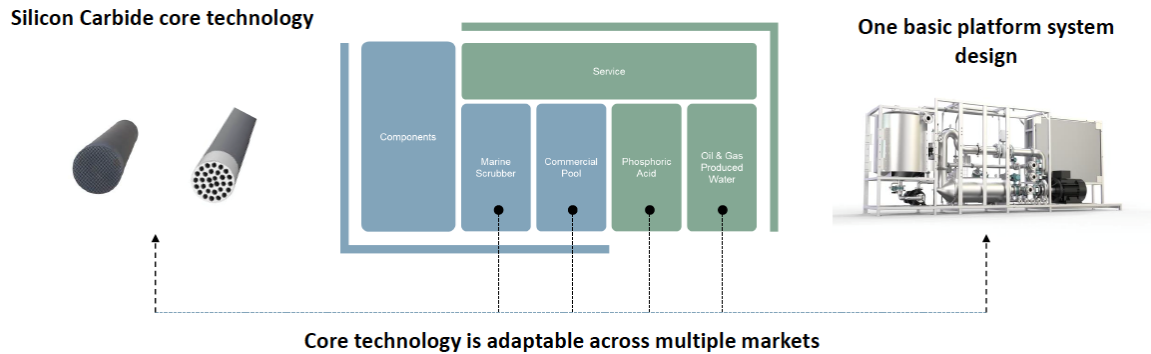 Silicon Carbide core technology
One basic platform system
design
Service
Components
Marine
Scrubber
Commercial
Pool
Phosphoric
Acid
Oil & Gas
Produced
Water
Core technology is adaptable across multiple markets